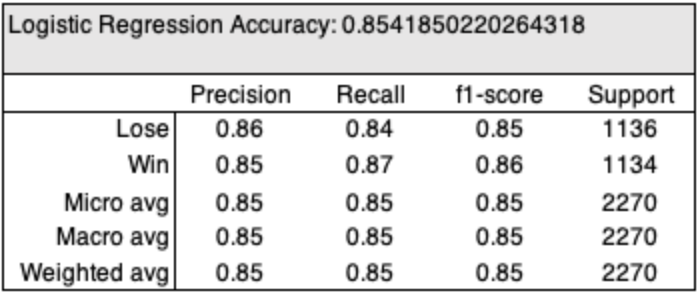 Logistic Regression Accuracy: 0.8541850220264318
Precision Recall f1-score Support
Lose 0.86 0.84 0.85 1136
Win 0.85 0.87 0.86 1134
Micro avg 0.85 0.85 0.85 2270
Macro avg 0.85 0.85 0.85 2270
Weighted avg 0.85 0.85 0.85 2270